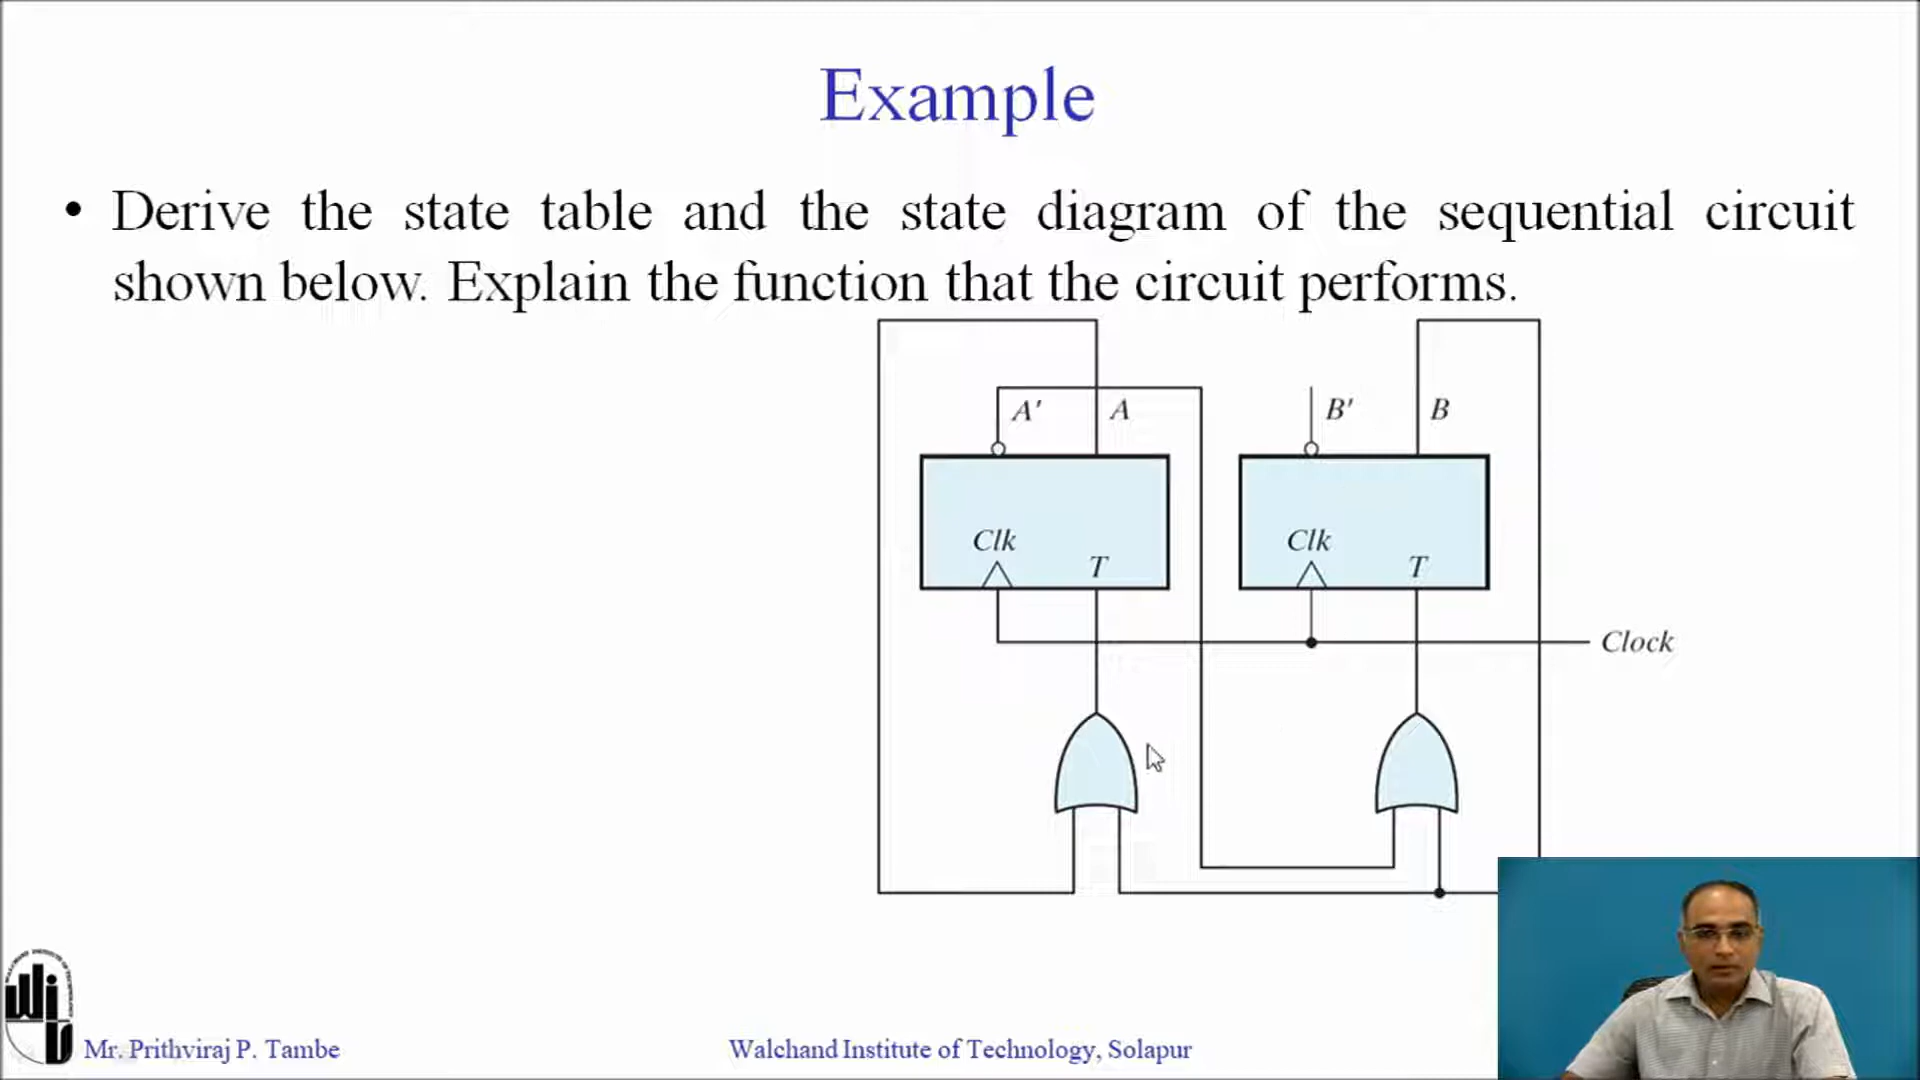 Example
• Derive the state table and the state diagram of the sequential circuit
shown below. Explain the function that the circuit performs.
A' A B' B
Clk Clk
T T
Clock
Mr. Prithviraj P. Tambe Walchand Institute of Technology, Solapur